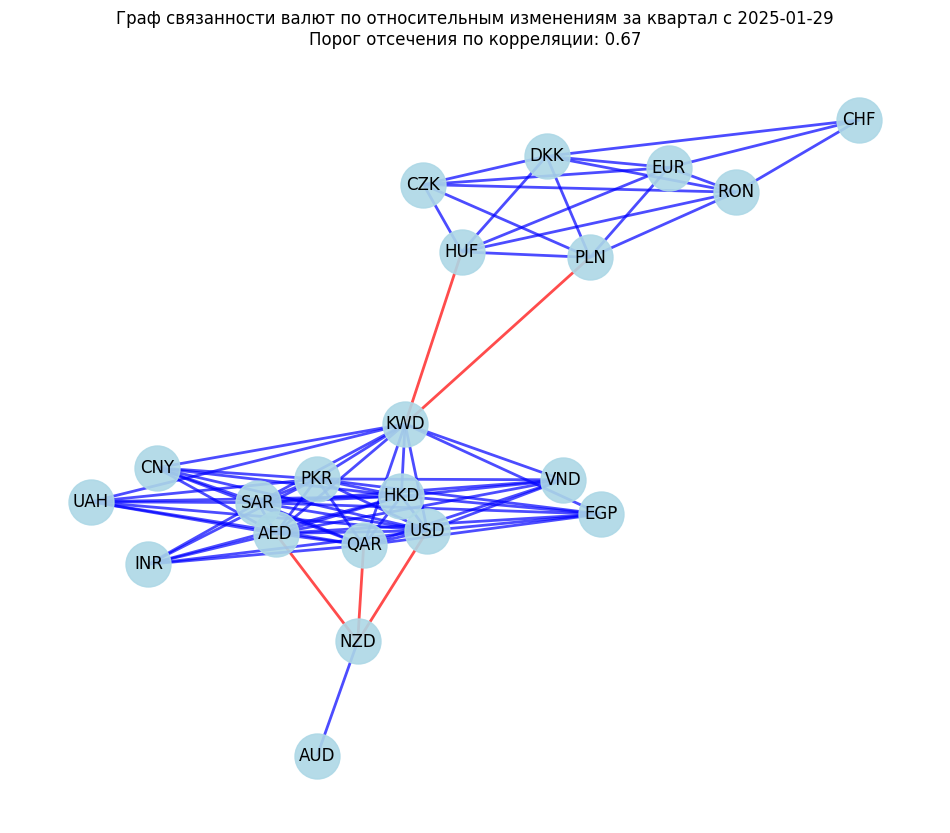 Граф связанности валют по относительным изменениям за квартал с 2025-01-29
Порог отсечения по корреляции: 0.67
CHF
DKK
EUR
CZK
RON
HUF
PLN
KWD
CNY
PKR
VND
UAH
SAR
HKD
EGP
AED
USD
QAR
INR
NZD
AUD